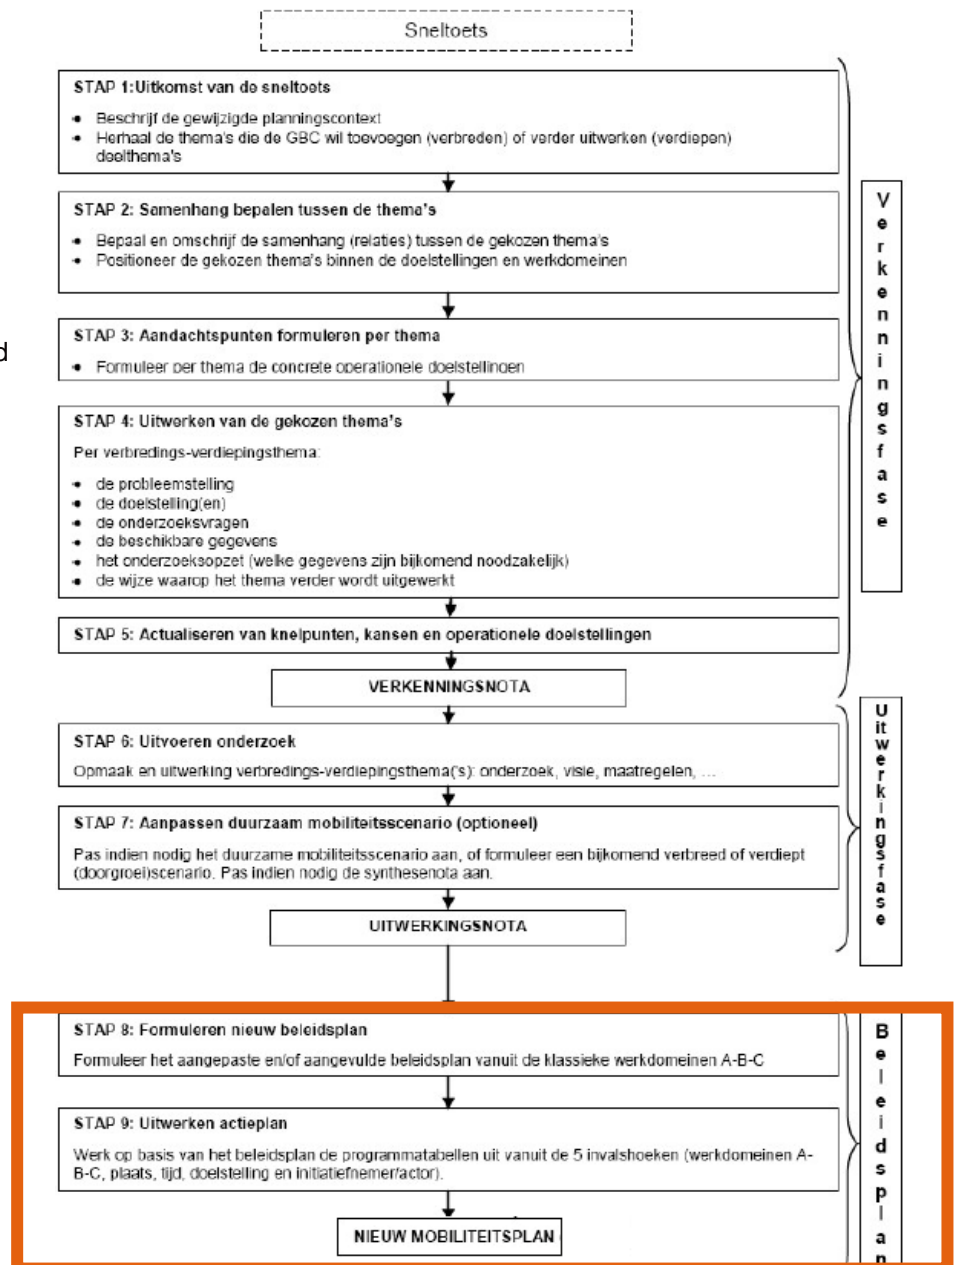 Sneltoets
STAP 1:Uitkomst van de sneltoets
• Beschrijf de gewijzigde planningscontext
• Herhaal de thema's die de GBC wil toevoegen (verbreden) of verder uitwerken (verdiepen)
deelthema's
STAP 2: Samenhang bepalen tussen de thema's
• Bepaal en omschrijf de samenhang (relaties) tussen de gekozen thema's
• Positioneer de gekozen thema's binnen de doelstellingen en werkdomeinen
STAP 3: Aandachtspunten formuleren per thema
d
• Formuleer per thema de concrete operationele doelstellingen
STAP 4: Uitwerken van de gekozen thema's
Per verbredings-verdiepingsthema:
• de probleemstelling
• de doelstelling(en)
• de onderzoeksvragen
• de beschikbare gegevens
• het onderzoeksopzet (welke gegevens zijn bijkomend noodzakelijk)
• de wijze waarop het thema verder wordt uitgewerkt
STAP 5: Actualiseren van knelpunten, kansen en operationele doelstellingen
VERKENNINGSNOTA
Verkenningsfase
STAP 6: Uitvoeren onderzoek
Opmaak en uitwerking verbredings-verdiepingsthema('s): onderzoek, visie, maatregelen, ...
STAP 7: Aanpassen duurzaam mobiliteitsscenario (optioneel)
Pas indien nodig het duurzame mobiliteitsscenario aan, of formuleer een bijkomend verbreed of verdiept
(doorgroei)scenario. Pas indien nodig de synthesenota aan.
UITWERKINGSNOTA
Uitwerkingsfase
STAP 8: Formuleren nieuw beleidsplan
Formuleer het aangepaste en/of aangevulde beleidsplan vanuit de klassieke werkdomeinen A-B-C
STAP 9: Uitwerken actieplan
Werk op basis van het beleidsplan de programmatabellen uit vanuit de 5 invalshoeken (werkdomeinen A-
B-C, plaats, tijd, doelstelling en initiatiefnemer/actor).
NIEUW MOBILITEITSPLAN
Beleidsplan